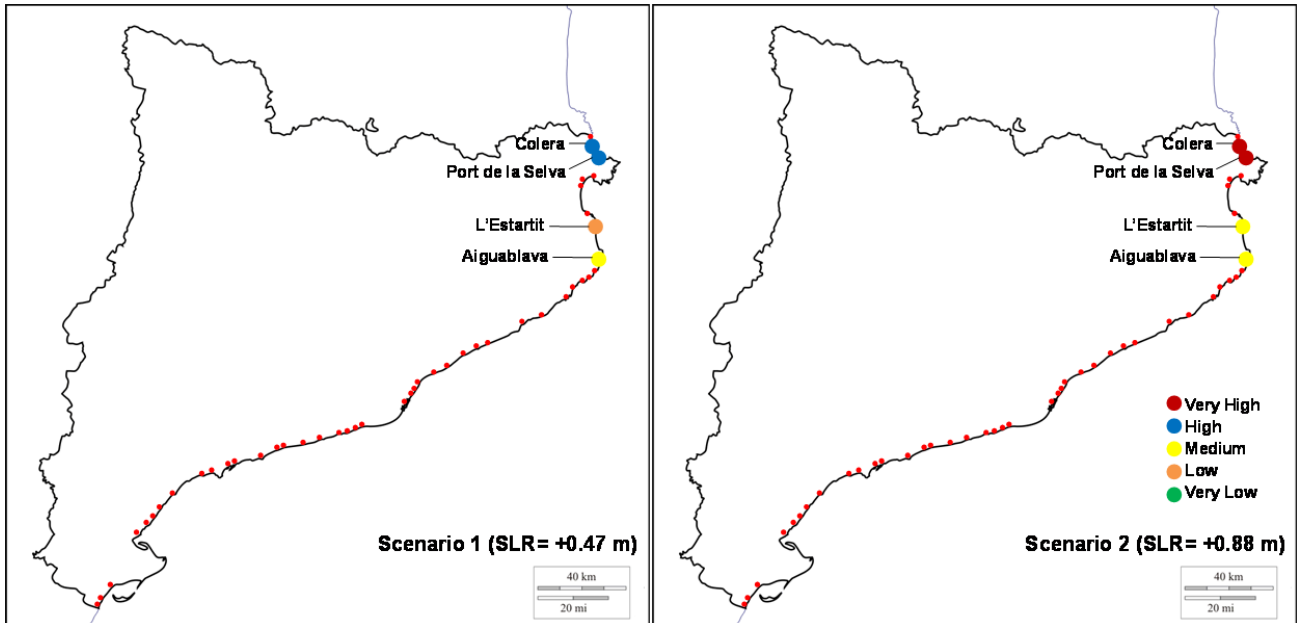 Colera
Port de la Selva
L'Estartit
Aiguablava
Scenario 1 (SLR= +0.47 m)
40 km
20 mi
Colera
Port de la Selva
L'Estartit
Aiguablava
Very High
High
Medium
Low
Very Low
Scenario 2 (SLR= +0.88 m)
40 km
20 mi